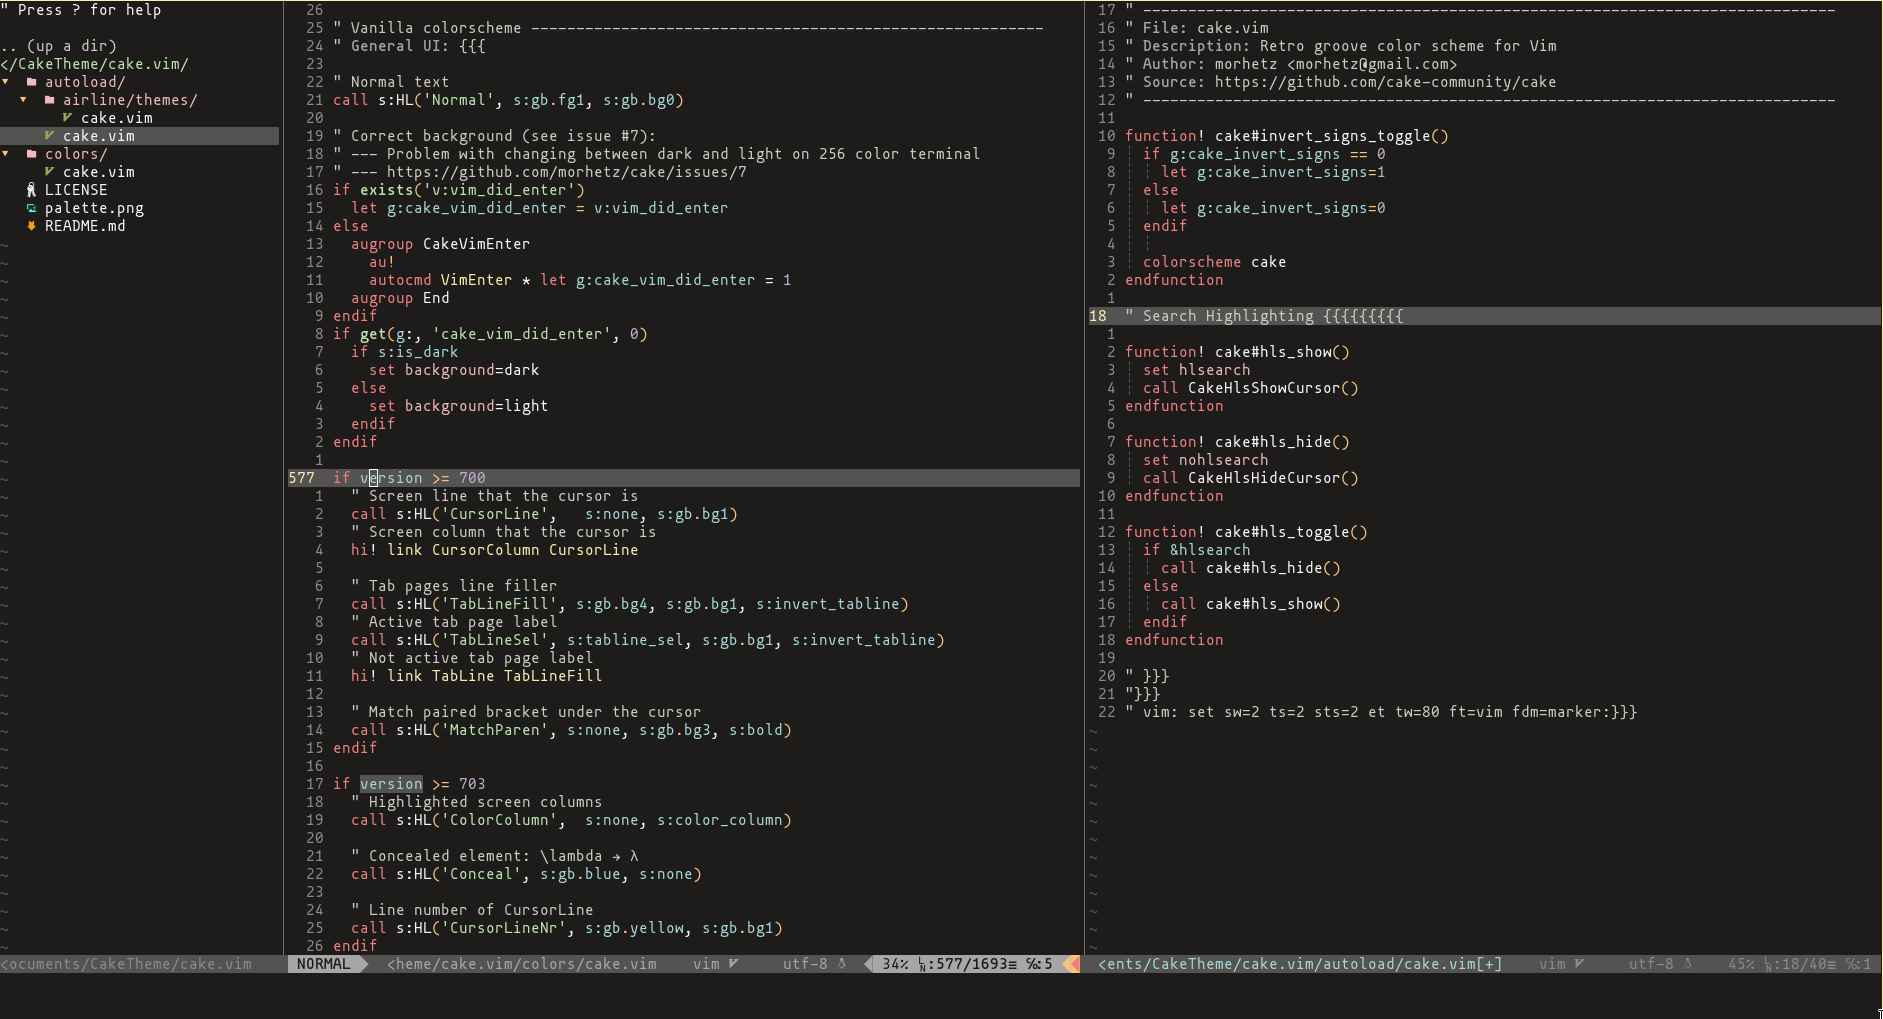 " Press ? for help
.. (up a dir)
</CakeTheme/cake.vim/
▾ autoload/
▾ airline/themes/
cake.vim
cake.vim
▾ colors/
cake.vim
LICENSE
palette.png
README.md
<ocuments/CakeTheme/cake.vim
26
25 " Vanilla colorscheme ---------------------------------------------------------
24 " General UI: {{{
23
22 " Normal text
21 call s:HL('Normal', s:gb.fg1, s:gb.bg0)
20
19 " Correct background (see issue #7):
18 " --- Problem with changing between dark and light on 256 color terminal
17 " --- https://github.com/morhetz/cake/issues/7
16 if exists('v:vim_did_enter')
15   let g:cake_vim_did_enter = v:vim_did_enter
14 else
13   augroup CakeVimEnter
12     au!
11     autocmd VimEnter * let g:cake_vim_did_enter = 1
10   augroup End
9 endif
8 if get(g:, 'cake_vim_did_enter', 0)
7   if s:is_dark
6     set background=dark
5   else
4     set background=light
3   endif
2 endif
1
577 if version >= 700
1   " Screen line that the cursor is
2   call s:HL('CursorLine',   s:none, s:gb.bg1)
3   " Screen column that the cursor is
4   hi! link CursorColumn CursorLine
5
6   " Tab pages line filler
7   call s:HL('TabLineFill', s:gb.bg4, s:gb.bg1, s:invert_tabline)
8   " Active tab page label
9   call s:HL('TabLineSel', s:tabline_sel, s:gb.bg1, s:invert_tabline)
10   " Not active tab page label
11   hi! link TabLine TabLineFill
12
13   " Match paired bracket under the cursor
14   call s:HL('MatchParen', s:none, s:gb.bg3, s:bold)
15 endif
16
17 if version >= 703
18   " Highlighted screen columns
19   call s:HL('ColorColumn',  s:none, s:color_column)
20
21   " Concealed element: \lambda → λ
22   call s:HL('Conceal', s:gb.blue, s:none)
23
24   " Line number of CursorLine
25   call s:HL('CursorLineNr', s:gb.yellow, s:gb.bg1)
26 endif
NORMAL <heme/cake.vim/colors/cake.vim vim utf-8 34% ␤:577/1693≡ ℅:5
17 " -----------------------------------------------------------------------------
16 " File: cake.vim
15 " Description: Retro groove color scheme for Vim
14 " Author: morhetz <morhetz@gmail.com>
13 " Source: https://github.com/cake-community/cake
12 " -----------------------------------------------------------------------------
11
10 function! cake#invert_signs_toggle()
9 ¦ if g:cake_invert_signs == 0
8 ¦ ¦ let g:cake_invert_signs=1
7 ¦ else
6 ¦ ¦ let g:cake_invert_signs=0
5 ¦ endif
4 ¦ ¦
3 ¦ colorscheme cake
2 endfunction
1
18 " Search Highlighting {{{{{{{{{
1
2 function! cake#hls_show()
3 ¦ set hlsearch
4 ¦ call CakeHlsShowCursor()
5 endfunction
6
7 function! cake#hls_hide()
8 ¦ set nohlsearch
9 ¦ call CakeHlsHideCursor()
10 endfunction
11
12 function! cake#hls_toggle()
13 ¦ if &hlsearch
14 ¦ ¦ call cake#hls_hide()
15 ¦ else
16 ¦ ¦ call cake#hls_show()
17 ¦ endif
18 endfunction
19
20 " }}}
21 "}}}
22 " vim: set sw=2 ts=2 sts=2 et tw=80 ft=vim fdm=marker:}}}
<ents/CakeTheme/cake.vim/autoload/cake.vim[+] vim utf-8 45% ␤:18/40≡ ℅:1